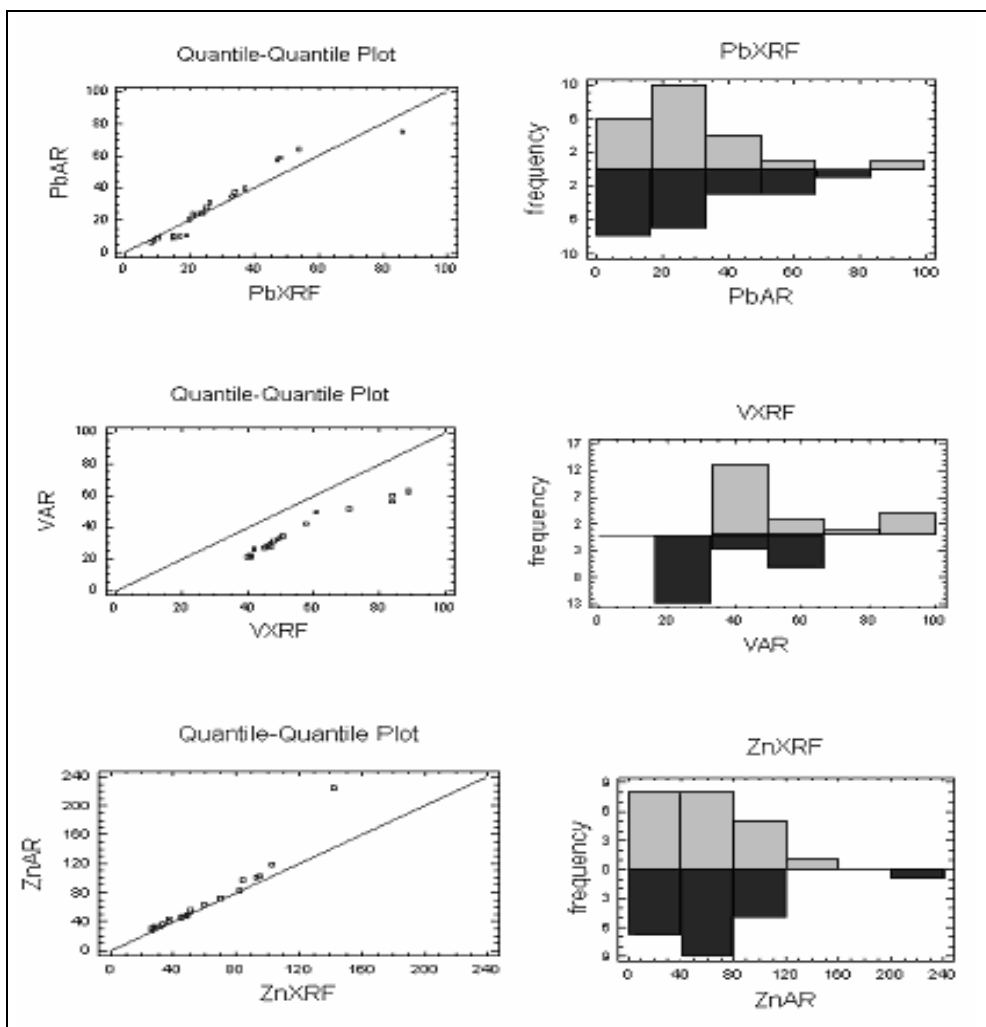 Quantile-Quantile Plot
PbAR
100
80
60
40
20
0
0 20 40 60 80 100
PbXRF
PbXRF
frequency
10
6
2
2
6
10
0 20 40 60 80 100
PbAR
Quantile-Quantile Plot
VAR
100
80
60
40
20
0
0 20 40 60 80 100
VXRF
VXRF
frequency
17
12
7
2
3
8
13
0 20 40 60 80 100
VAR
Quantile-Quantile Plot
ZnAR
240
200
160
120
80
40
0
0 40 80 120 160 200 240
ZnXRF
ZnXRF
frequency
9
6
3
0
3
6
9
0 40 80 120 160 200 240
ZnAR